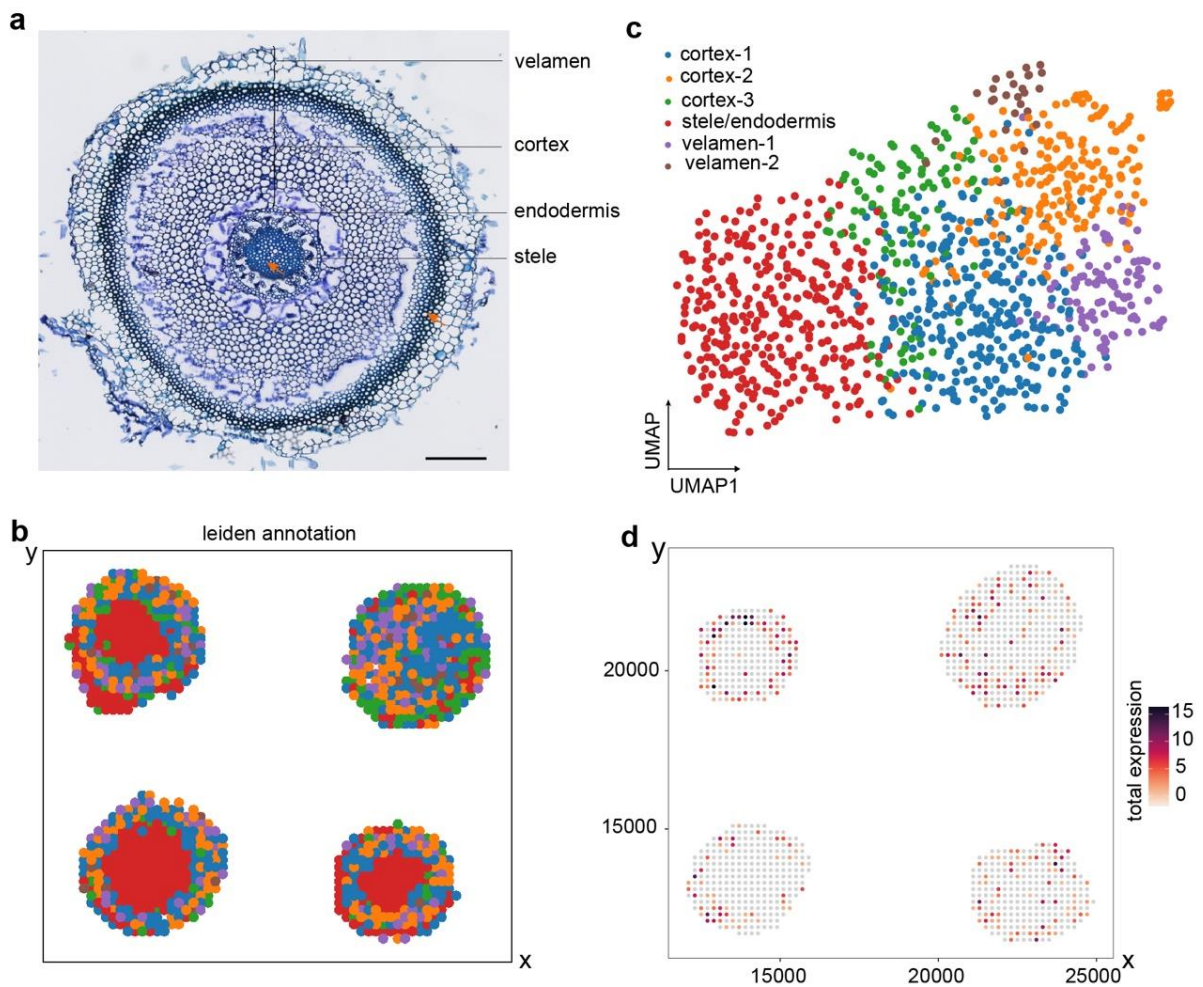 a
velamen
cortex
endodermis
stele
b
leiden annotation
y
x
c
cortex-1
cortex-2
cortex-3
stele/endodermis
velamen-1
velamen-2
UMAP
UMAP1
d
y
20000
15000
15000
20000
25000
x
total expression
15
10
5
0